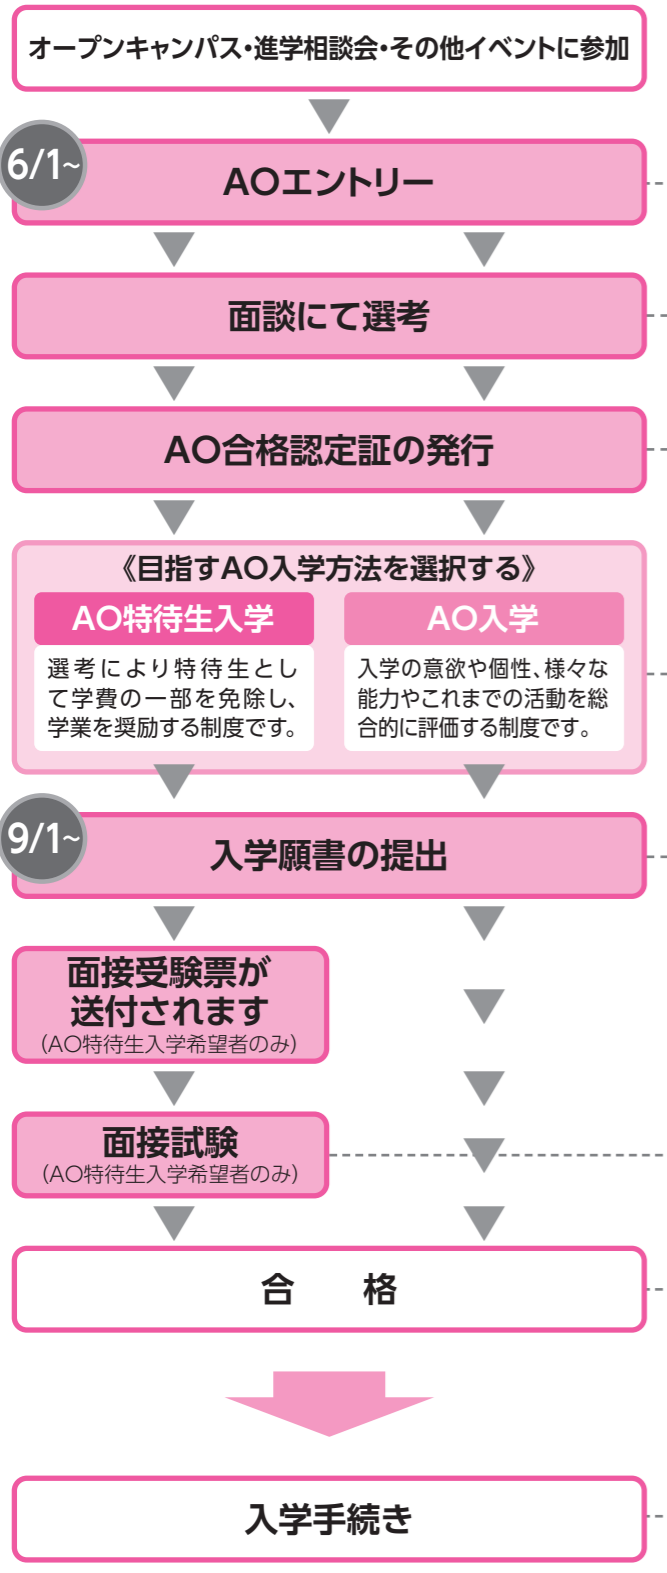 オープンキャンパス・進学相談会・その他イベントに参加
6/1~
AOエントリー
面談にて選考
AO合格認定証の発行
《目指すAO入学方法を選択する》
AO特待生入学
選考により特待生とし
て学費の一部を免除し、
学業を奨励する制度です。
AO入学
入学の意欲や個性、様々な
能力やこれまでの活動を総
合的に評価する制度です。
9/1~
入学願書の提出
面接受験票が
送付されます
(AO特待生入学希望者のみ)
面接試験
(AO特待生入学希望者のみ)
合　格
入学手続き